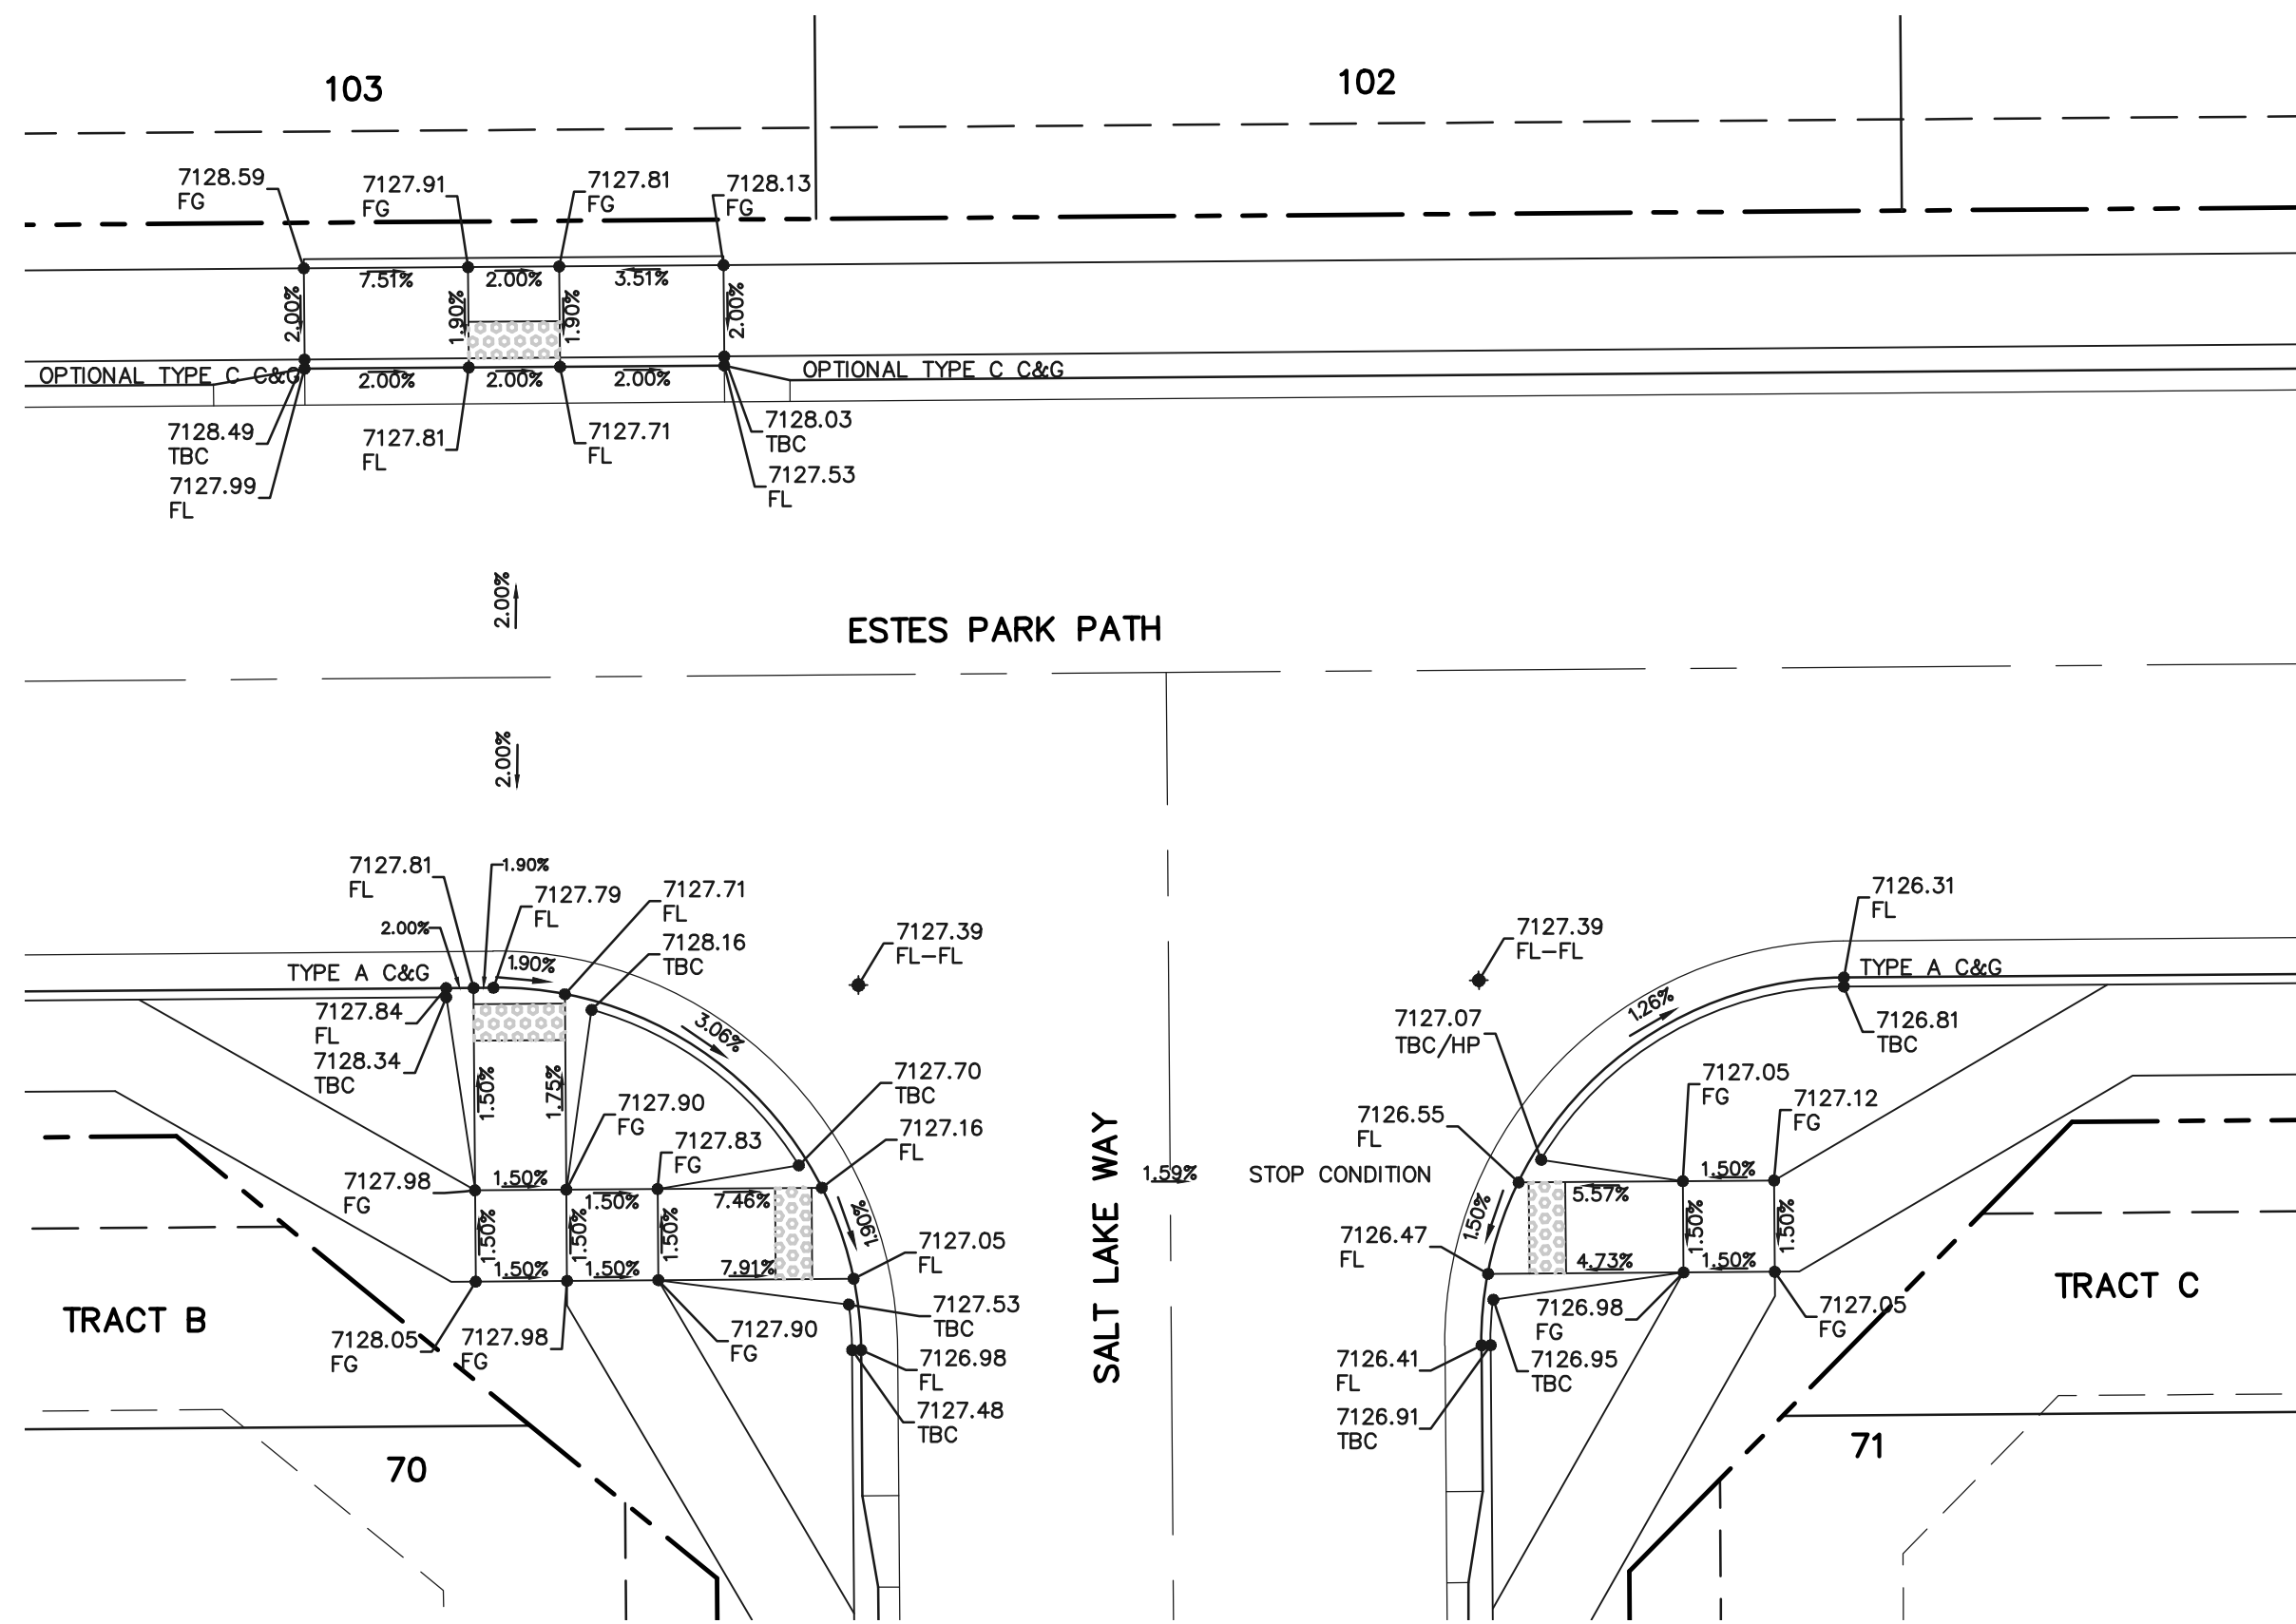 103
102
7128.59
FG
7127.91
FG
7127.81
FG
7128.13
FG
7.51%
2.00%
3.51%
2.00%
1.90%
1.90%
2.00%
OPTIONAL TYPE C C&G
2.00%
2.00%
2.00%
OPTIONAL TYPE C C&G
7128.49
TBC
7127.99
FL
7127.81
FL
7127.71
FL
7128.03
TBC
7127.53
FL
2.00%
ESTES PARK PATH
2.00%
7127.81
FL
1.90%
7127.79
FL
7127.71
FL
2.00%
7128.16
TBC
1.90%
TYPE A C&G
7127.84
FL
7128.34
TBC
3.06%
7127.39
FL-FL
1.50%
1.75%
7127.90
FG
7127.83
FG
7127.70
TBC
7127.16
FL
7127.98
FG
1.50%
1.50%
7.46%
1.90%
1.50%
1.50%
1.50%
1.50%
1.50%
7.91%
7127.05
FL
7127.53
TBC
7126.98
FL
7127.48
TBC
7128.05
FG
7127.98
FG
7127.90
FG
TRACT B
70
SALT LAKE WAY
1.59%
STOP CONDITION
7127.39
FL-FL
7126.31
FL
TYPE A C&G
7126.81
TBC
1.26%
7127.07
TBC/HP
7127.05
FG
7127.12
FG
7126.55
FL
1.50%
5.57%
1.50%
1.50%
1.50%
7126.47
FL
4.73%
1.50%
7126.98
FG
7127.05
FG
7126.41
FL
7126.95
TBC
7126.91
TBC
TRACT C
71